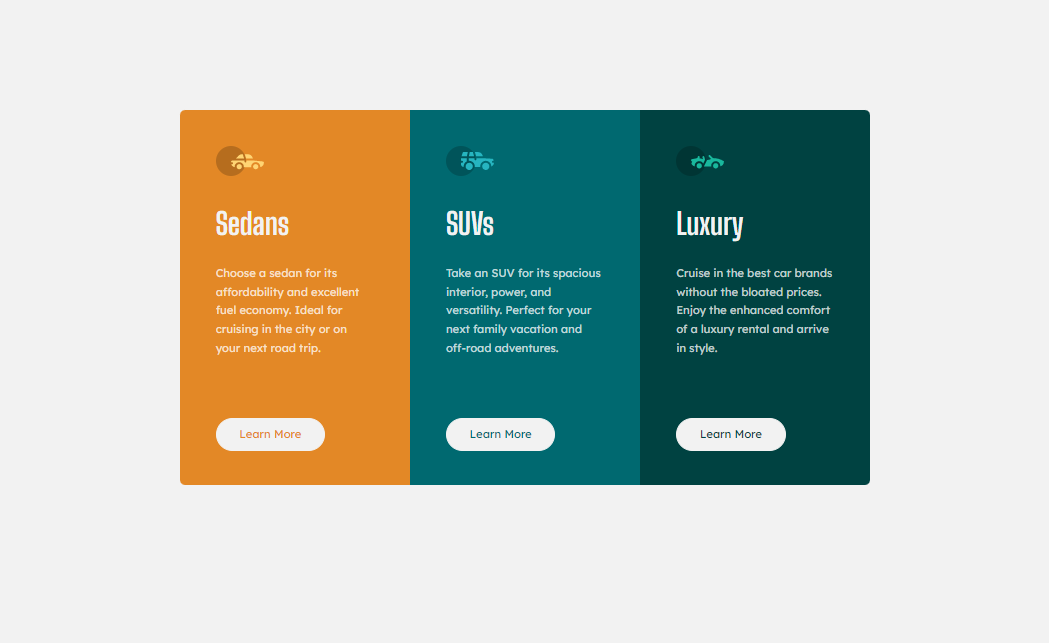 Sedans
Choose a sedan for its
affordability and excellent
fuel economy. Ideal for
cruising in the city or on
your next road trip.
Learn More
SUVs
Take an SUV for its spacious
interior, power, and
versatility. Perfect for your
next family vacation and
off-road adventures.
Learn More
Luxury
Cruise in the best car brands
without the bloated prices.
Enjoy the enhanced comfort
of a luxury rental and arrive
in style.
Learn More